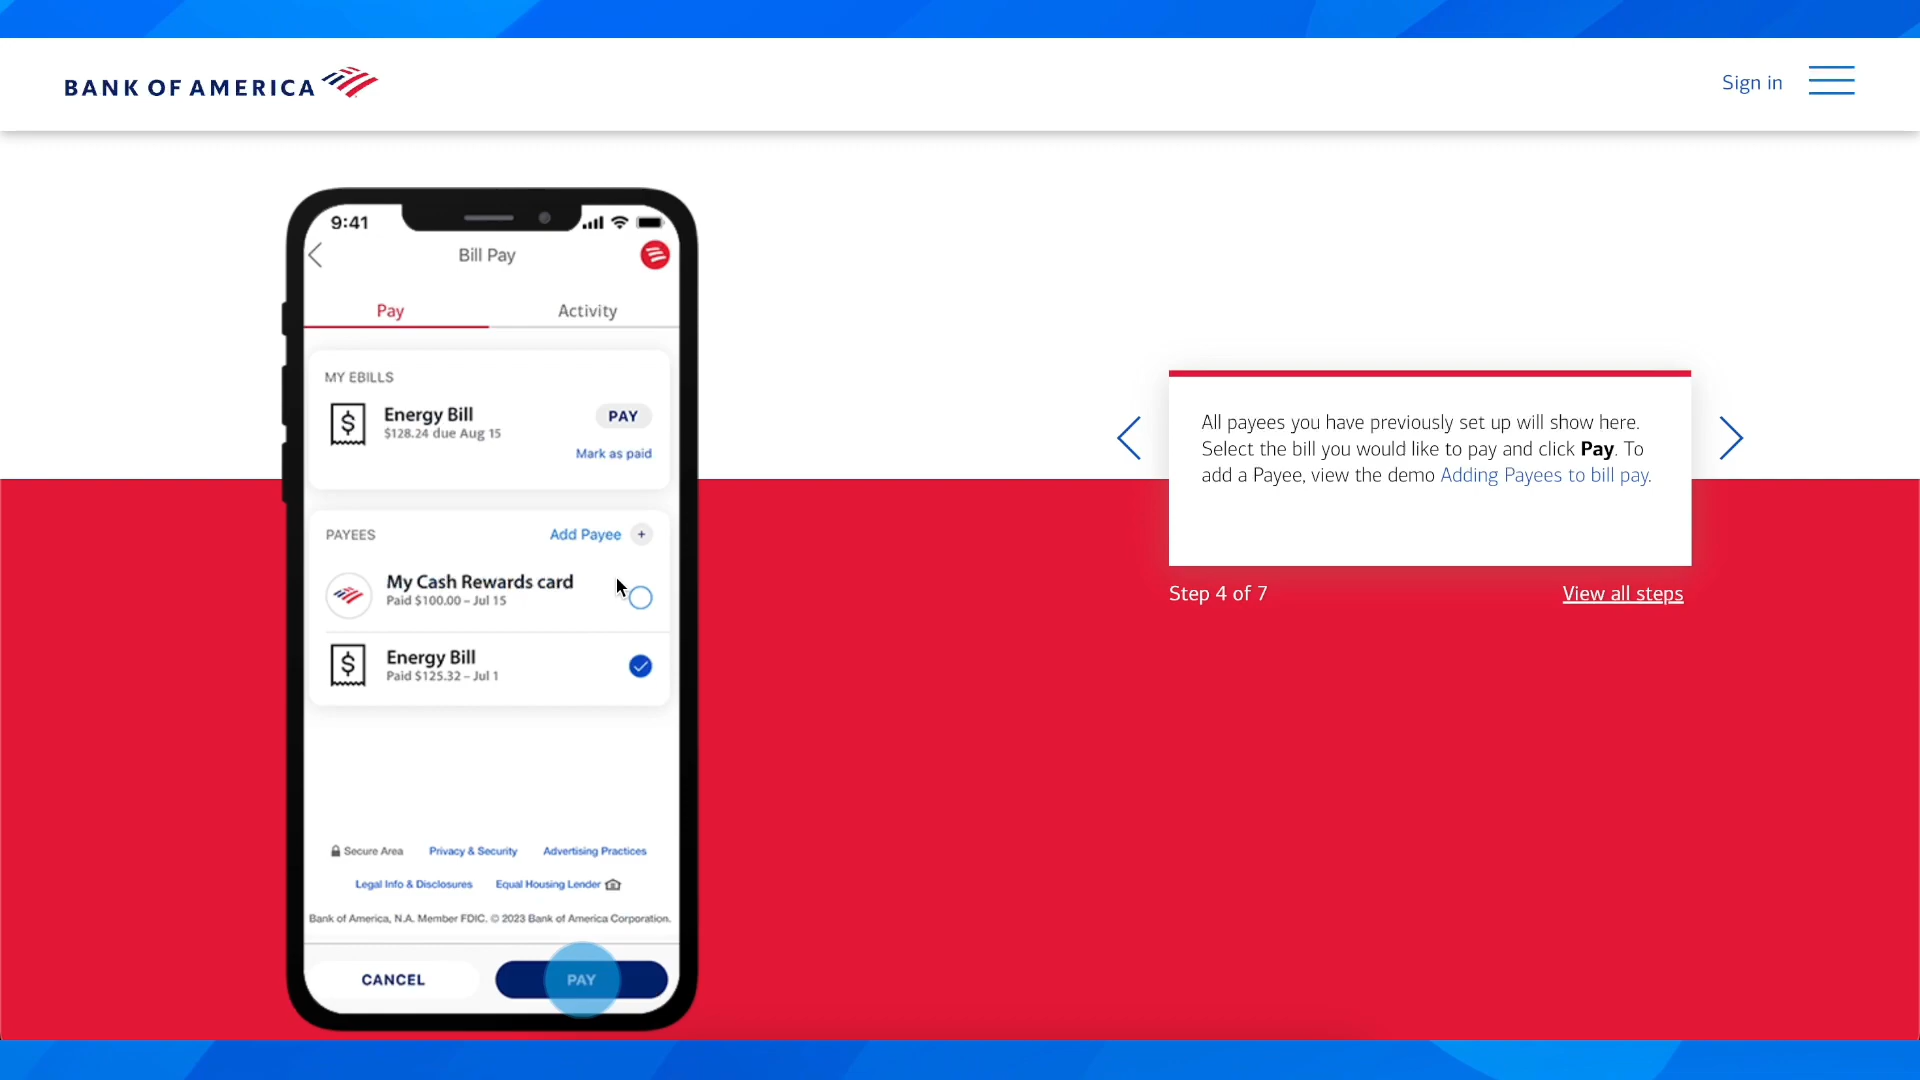 BANK OF AMERICA
Sign in
9:41
Bill Pay
Pay
Activity
MY EBILLS
Energy Bill
$128.24 due Aug 15
PAY
Mark as paid
PAYEES
Add Payee +
My Cash Rewards card
Paid $100.00 – Jul 15
Energy Bill
Paid $125.32 – Jul 1
Secure Area
Privacy & Security
Advertising Practices
Legal Info & Disclosures
Equal Housing Lender
Bank of America, N.A. Member FDIC. © 2023 Bank of America Corporation.
CANCEL
PAY
All payees you have previously set up will show here.
Select the bill you would like to pay and click Pay. To
add a Payee, view the demo Adding Payees to bill pay.
Step 4 of 7
View all steps